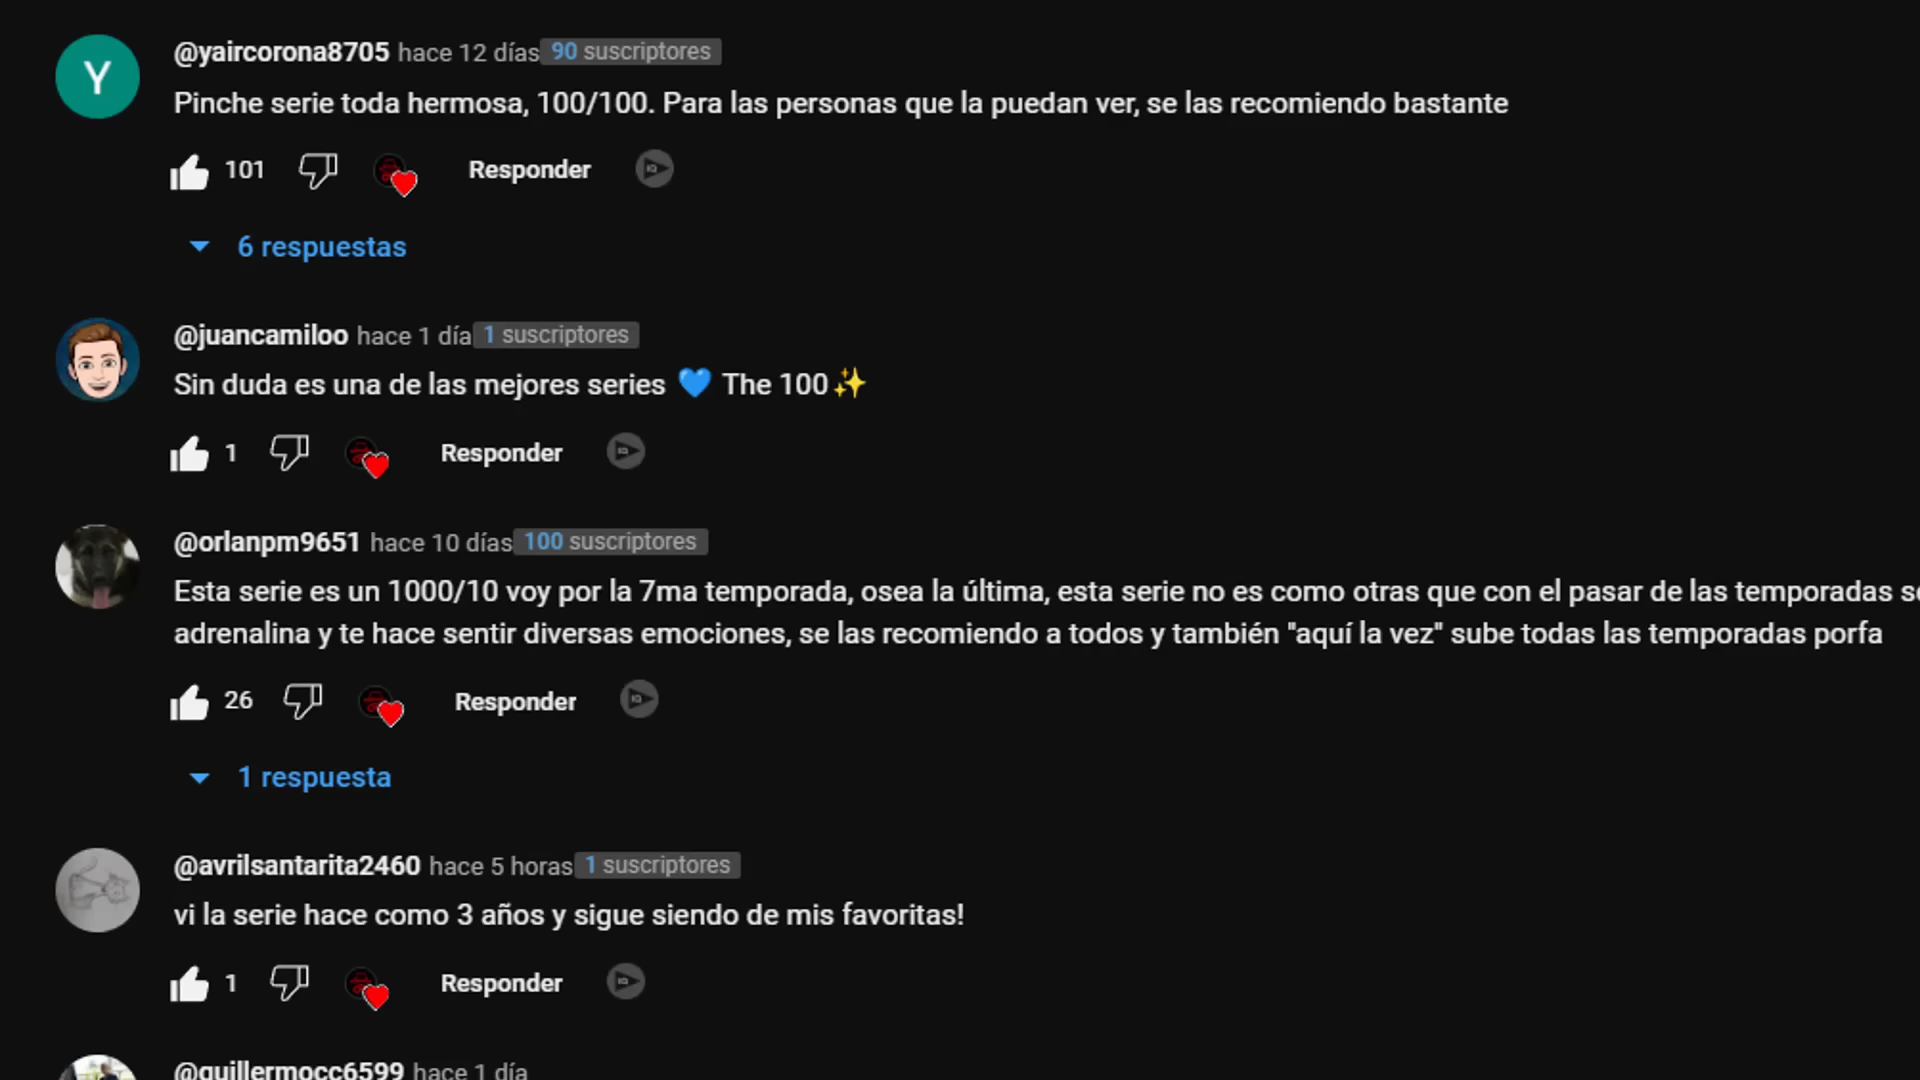 Y
@yaircorona8705 hace 12 días 90 suscriptores
Pinche serie toda hermosa, 100/100. Para las personas que la puedan ver, se las recomiendo bastante
101 Responder
6 respuestas
@juancamiloo hace 1 día 1 suscriptores
Sin duda es una de las mejores series 💙 The 100✨
1 Responder
@orlanpm9651 hace 10 días 100 suscriptores
Esta serie es un 1000/10 voy por la 7ma temporada, osea la última, esta serie no es como otras que con el pasar de las temporadas
adrenalina y te hace sentir diversas emociones, se las recomiendo a todos y también "aquí la vez" sube todas las temporadas porfa
26 Responder
1 respuesta
@avrilsantarita2460 hace 5 horas 1 suscriptores
vi la serie hace como 3 años y sigue siendo de mis favoritas!
1 Responder
@guillermocc6599 hace 1 día